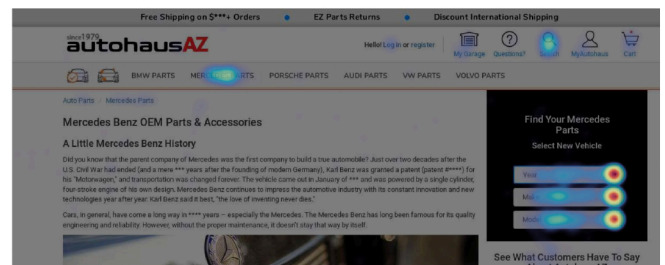 Free Shipping on $***+ Orders • EZ Parts Returns • Discount International Shipping
since1979
autohausAZ
Hello! Log in or register
My Garage Questions? Search MyAutohaus Cart
BMW PARTS MERCEDES PARTS PORSCHE PARTS AUDI PARTS VW PARTS VOLVO PARTS
Auto Parts / Mercedes Parts
Mercedes Benz OEM Parts & Accessories
A Little Mercedes Benz History
Did you know that the parent company of Mercedes was the first company to build a true automobile? Just over two decades after the
U.S. Civil War had ended (and a mere *** years after the founding of modern Germany), Karl Benz was granted a patent (patent #****) for
his "Motorwagen," and transportation was changed forever. The vehicle came out in January of *** and was powered by a single cylinder,
four-stroke engine of his own design. Mercedes continues to impress the automotive industry with its constant innovation and new
technologies year after year. Karl Benz said it best, "the love of inventing never dies."
Cars, in general, have come a long way in **** years – especially the Mercedes. The Mercedes Benz has long been famous for its quality
engineering and reliability. However, without the proper maintenance, it doesn't stay that way by itself.
Find Your Mercedes
Parts
Select New Vehicle
Year
Make
Model
See What Customers Have To Say